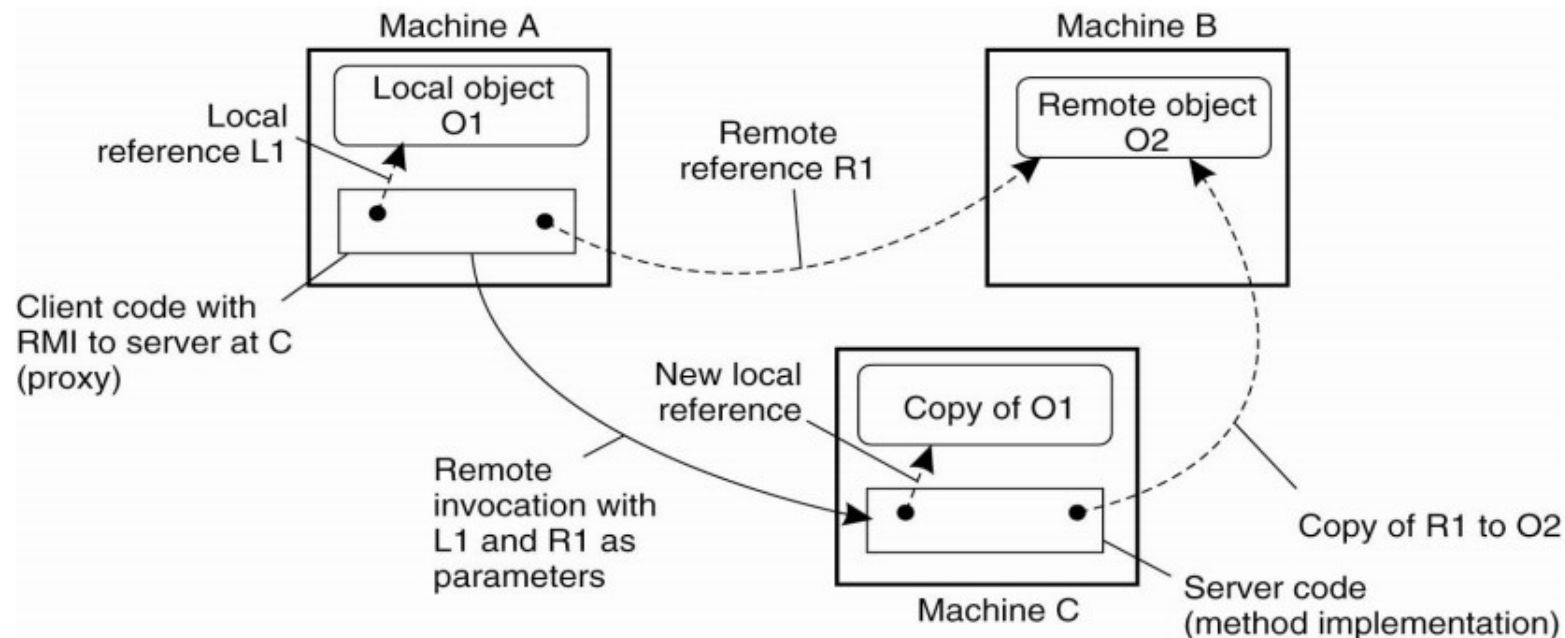 Machine A
Machine B
Local object
O1
Remote object
O2
Local
reference L1
Remote
reference R1
Client code with
RMI to server at C
(proxy)
New local
reference
Copy of O1
Remote
invocation with
L1 and R1 as
parameters
Copy of R1 to O2
Server code
(method implementation)
Machine C